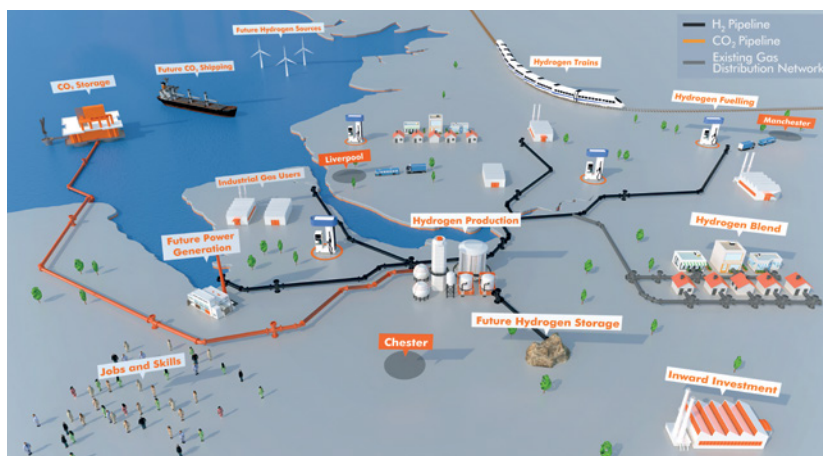 Future Hydrogen Sources
H₂ Pipeline
CO₂ Pipeline
Existing Gas
Distribution Network
CO₂ Storage
Future CO₂ Shipping
Hydrogen Trains
Hydrogen Fuelling
Manchester
Liverpool
Industrial Gas Users
Hydrogen Production
Hydrogen Blend
Future Power
Generation
Future Hydrogen Storage
Chester
Jobs and Skills
Inward Investment